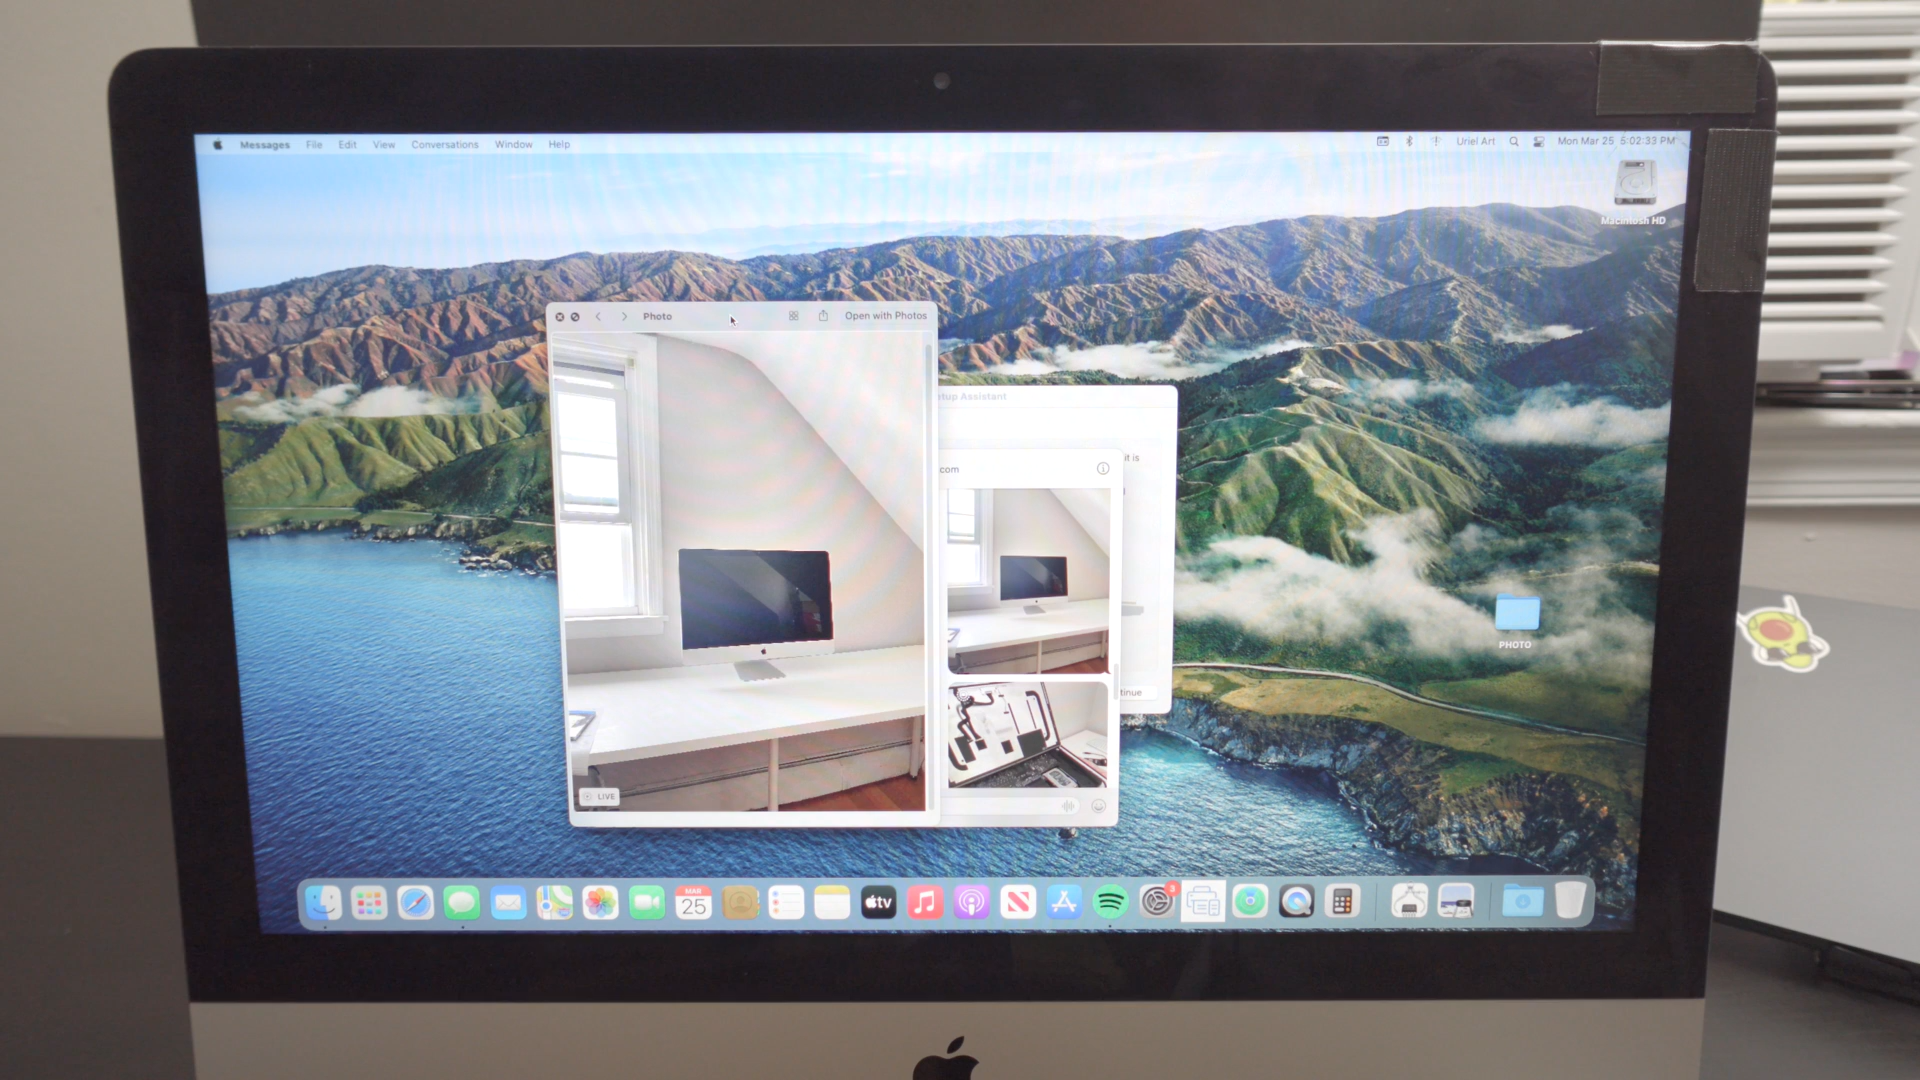 Messages File Edit View Conversations Window Help
Uriel Art Mon Mar 25 5:02:33 PM
Macintosh HD
Photo Open with Photos
tup Assistant
it is
com
PHOTO
tinue
LIVE
MAR
25
tv
3